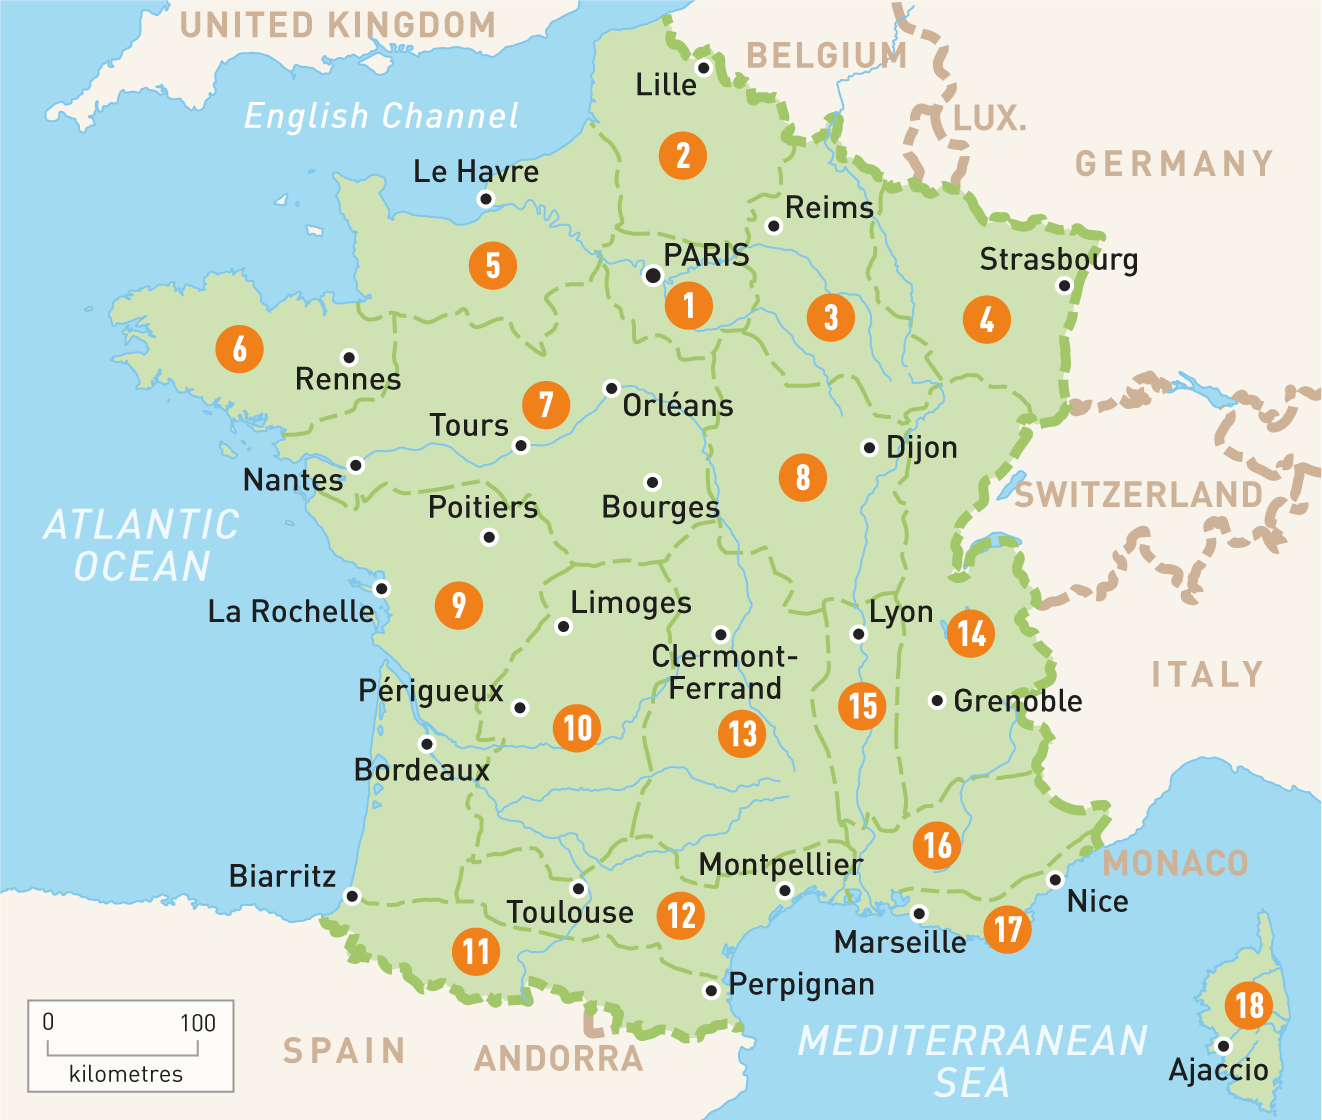 UNITED KINGDOM
BELGIUM
Lille
English Channel
LUX.
2
GERMANY
Le Havre
Reims
PARIS
Strasbourg
5
1
3
4
6
Rennes
7
Orléans
Tours
Dijon
Nantes
8
SWITZERLAND
Poitiers
Bourges
ATLANTIC
OCEAN
La Rochelle
9
Limoges
Lyon
14
Clermont-
Ferrand
ITALY
Périgueux
15
Grenoble
10
13
Bordeaux
16
Montpellier
MONACO
Biarritz
Nice
Toulouse
12
17
Marseille
11
Perpignan
18
0
100
kilometres
SPAIN
ANDORRA
MEDITERRANEAN
SEA
Ajaccio